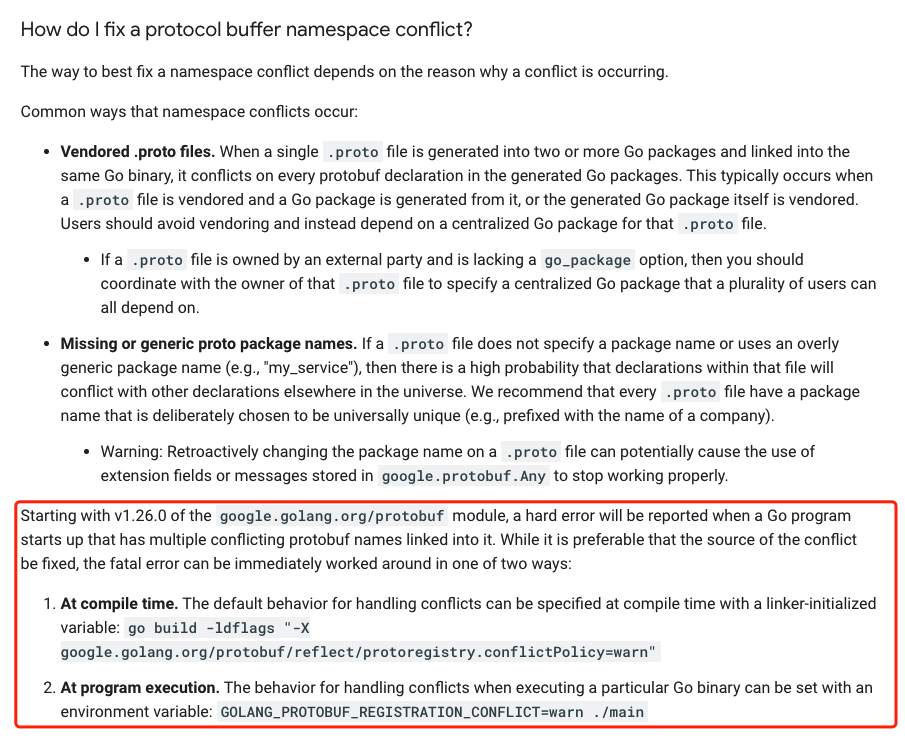 How do I fix a protocol buffer namespace conflict?
The way to best fix a namespace conflict depends on the reason why a conflict is occurring.
Common ways that namespace conflicts occur:
• Vendored .proto files. When a single .proto file is generated into two or more Go packages and linked into the
same Go binary, it conflicts on every protobuf declaration in the generated Go packages. This typically occurs when
a .proto file is vendored and a Go package is generated from it, or the generated Go package itself is vendored.
Users should avoid vendoring and instead depend on a centralized Go package for that .proto file.
• If a .proto file is owned by an external party and is lacking a go_package option, then you should
coordinate with the owner of that .proto file to specify a centralized Go package that a plurality of users can
all depend on.
• Missing or generic proto package names. If a .proto file does not specify a package name or uses an overly
generic package name (e.g., "my_service"), then there is a high probability that declarations within that file will
conflict with other declarations elsewhere in the universe. We recommend that every .proto file have a package
name that is deliberately chosen to be universally unique (e.g., prefixed with the name of a company).
• Warning: Retroactively changing the package name on a .proto file can potentially cause the use of
extension fields or messages stored in google.protobuf.Any to stop working properly.
Starting with v1.26.0 of the google.golang.org/protobuf module, a hard error will be reported when a Go program
starts up that has multiple conflicting protobuf names linked into it. While it is preferable that the source of the conflict
be fixed, the fatal error can be immediately worked around in one of two ways:
1. At compile time. The default behavior for handling conflicts can be specified at compile time with a linker-initialized
variable: go build -ldflags "-X
google.golang.org/protobuf/reflect/protoregistry.conflictPolicy=warn"
2. At program execution. The behavior for handling conflicts when executing a particular Go binary can be set with an
environment variable: GOLANG_PROTOBUF_REGISTRATION_CONFLICT=warn ./main